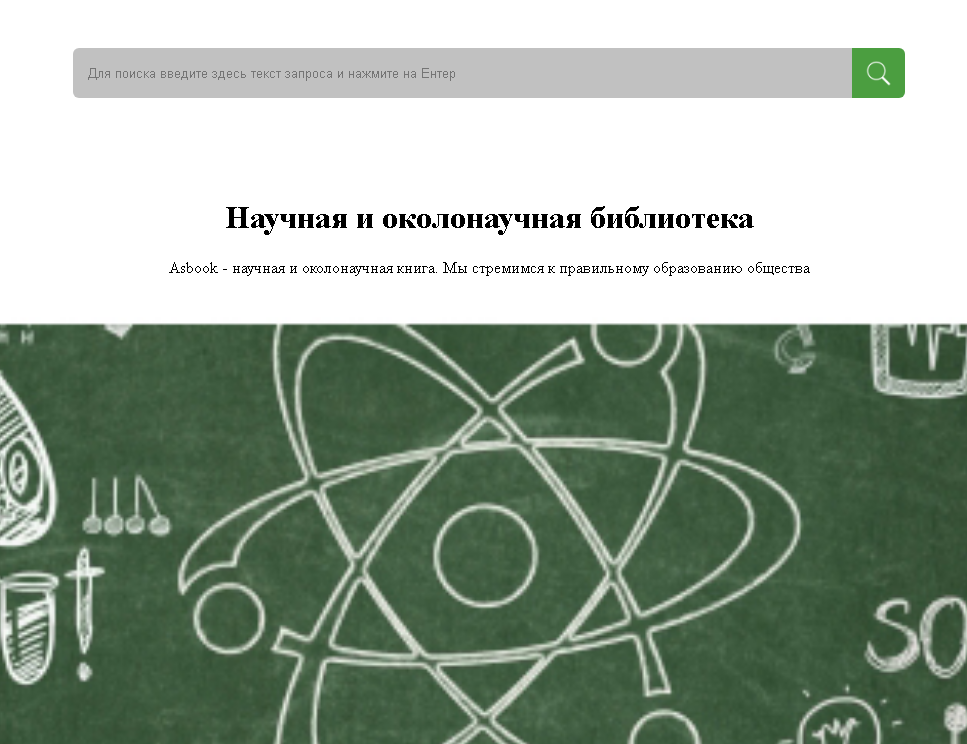 Для поиска введите здесь текст запроса и нажмите на Ентер
Научная и околонаучная библиотека
Asbook - научная и околонаучная книга. Мы стремимся к правильному образованию общества
SO